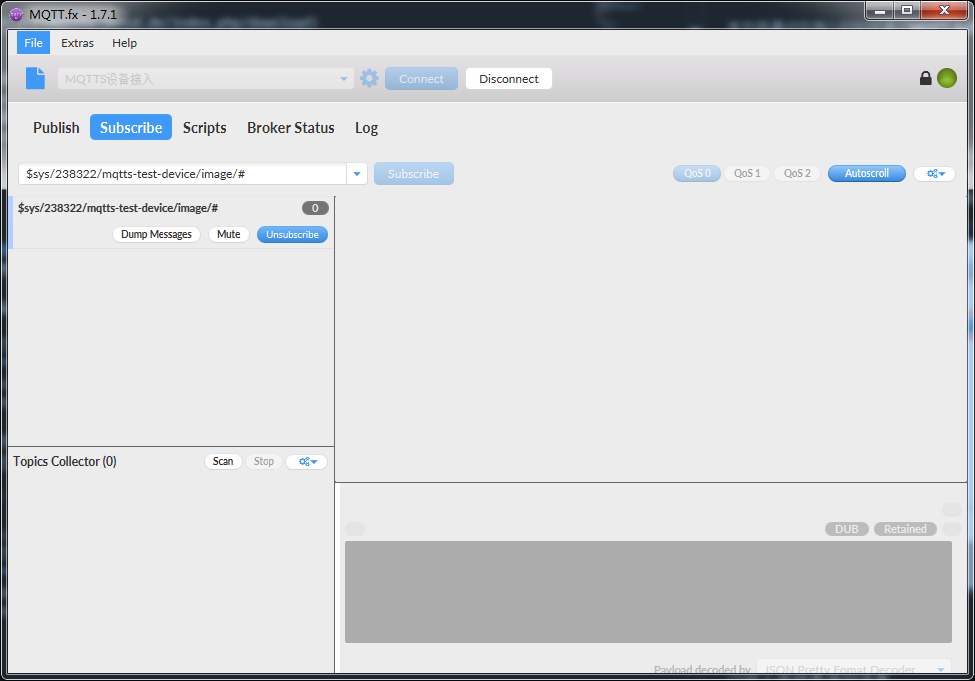 MQTT.fx - 1.7.1
File Extras Help
MQTTS设备接入 Connect Disconnect
Publish Subscribe Scripts Broker Status Log
$sys/238322/mqtts-test-device/image/# Subscribe QoS 0 QoS 1 QoS 2 Autoscroll
$sys/238322/mqtts-test-device/image/# 0
Dump Messages Mute Unsubscribe
Topics Collector (0) Scan Stop
DUB Retained
Payload decoded by JSON Pretty Fomat Decoder